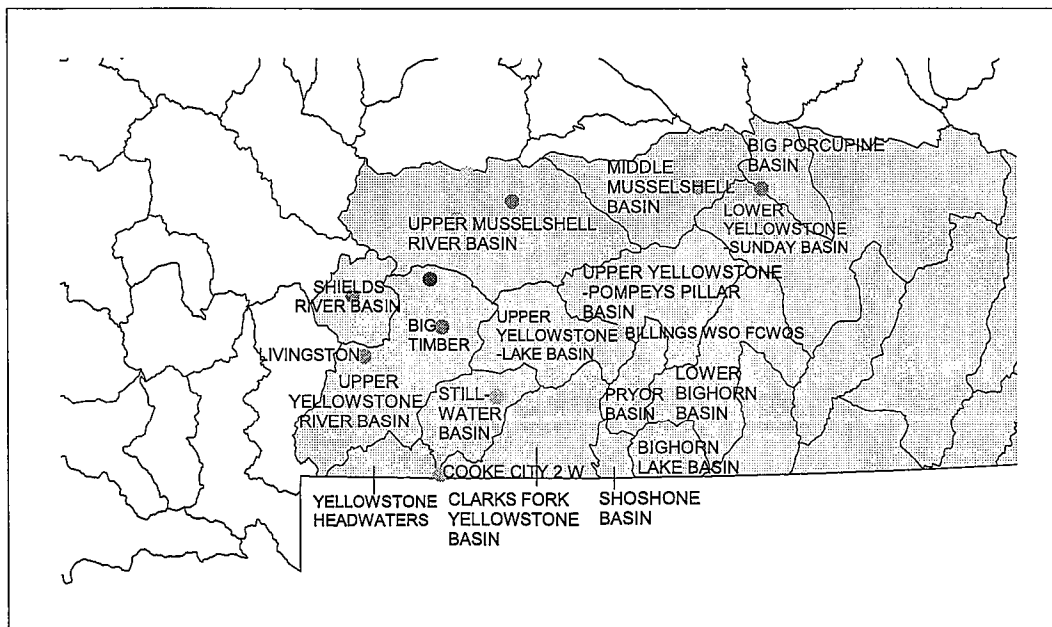 BIG PORCUPINE
BASIN
MIDDLE
MUSSELSHELL
BASIN
LOWER
YELLOWSTONE
SUNDAY BASIN
UPPER MUSSELSHELL
RIVER BASIN
SHIELDS
RIVER BASIN
UPPER YELLOWSTONE
-POMPEYS PILLAR
BASIN
BIG
TIMBER
UPPER
YELLOWSTONE
-LAKE BASIN
BILLINGS WSO FCWOS
LIVINGSTON
UPPER
YELLOWSTONE
RIVER BASIN
STILL-
WATER
BASIN
PRYOR
BASIN
LOWER
BIGHORN
BASIN
BIGHORN
LAKE BASIN
COOKE CITY 2 W
YELLOWSTONE
HEADWATERS
CLARKS FORK
YELLOWSTONE
BASIN
SHOSHONE
BASIN